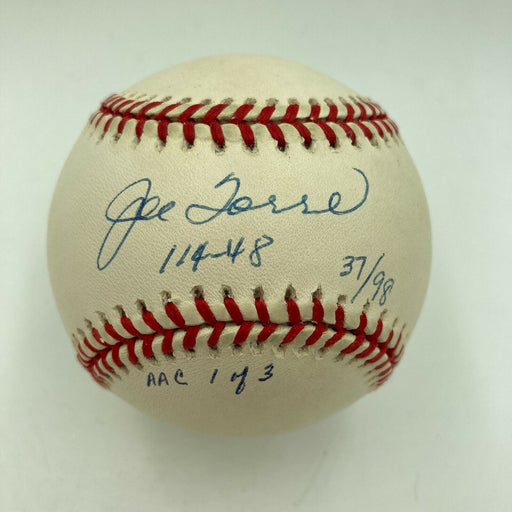 Joe Torre
114-48
37/98
AAC 1 of 3